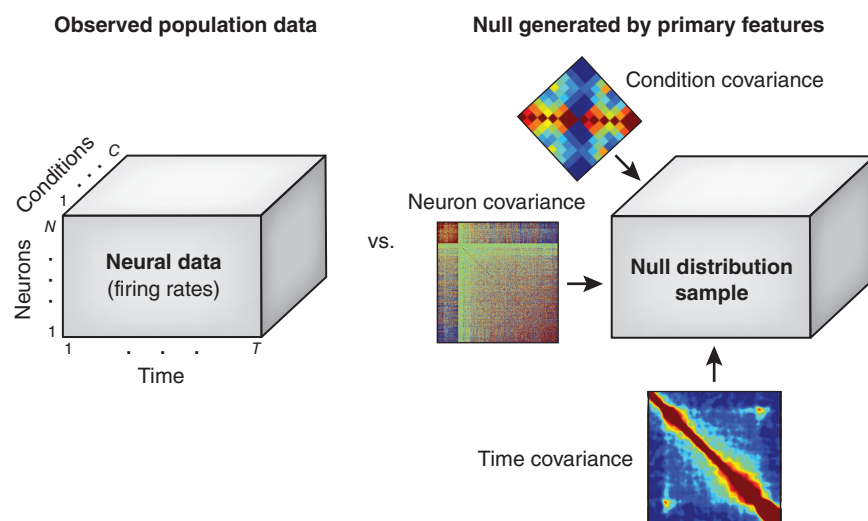 Observed population data
Conditions
1 . . . C
N
.
.
.
1
Neurons
Neural data
(firing rates)
1 . . . T
Time
vs.
Null generated by primary features
Condition covariance
Neuron covariance
Null distribution
sample
Time covariance